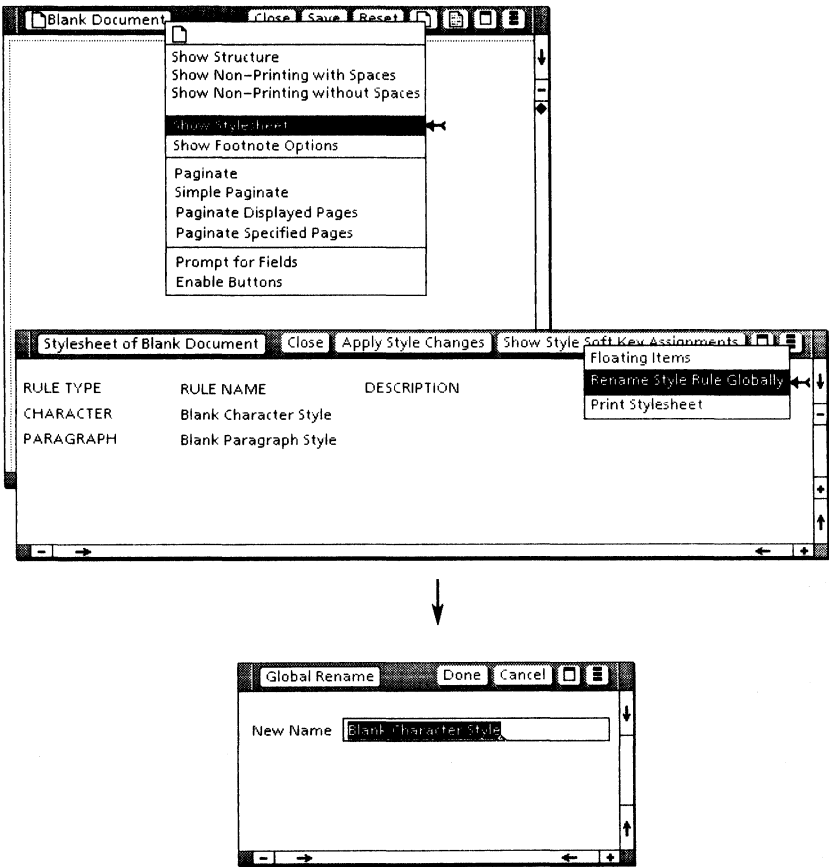 Blank Document Close Save Reset
Show Structure
Show Non-Printing with Spaces
Show Non-Printing without Spaces
Show Stylesheet
Show Footnote Options
Paginate
Simple Paginate
Paginate Displayed Pages
Paginate Specified Pages
Prompt for Fields
Enable Buttons
Stylesheet of Blank Document Close Apply Style Changes Show Style Soft Key Assignments
Floating Items
Rename Style Rule Globally
Print Stylesheet
RULE TYPE RULE NAME DESCRIPTION
CHARACTER Blank Character Style
PARAGRAPH Blank Paragraph Style
Global Rename Done Cancel
New Name Blank Character Style